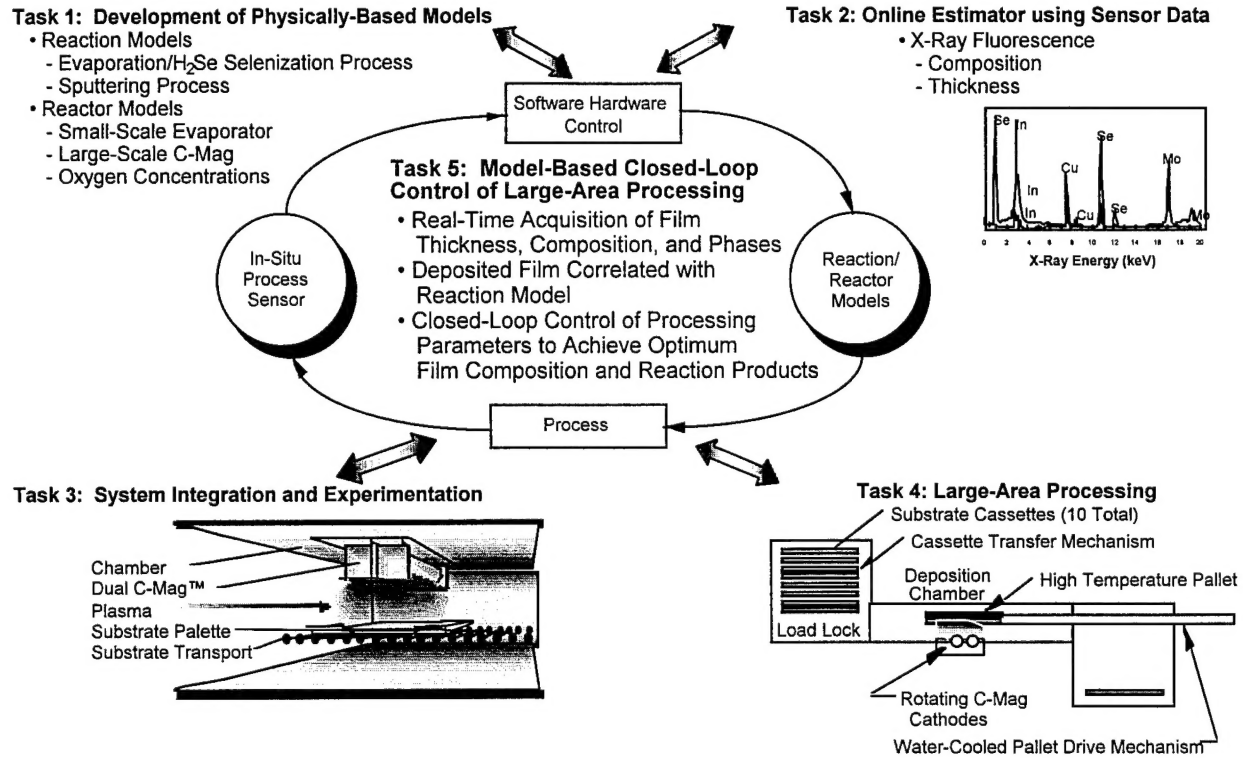 Task 1: Development of Physically-Based Models
• Reaction Models
- Evaporation/H₂Se Selenization Process
- Sputtering Process
• Reactor Models
- Small-Scale Evaporator
- Large-Scale C-Mag
- Oxygen Concentrations
Task 2: Online Estimator using Sensor Data
• X-Ray Fluorescence
- Composition
- Thickness
Se
In
In
In
Cu
Cu
Se
Se
Mo
Mo
0 2 4 6 8 10 12 14 16 18 20
X-Ray Energy (keV)
Software Hardware
Control
Task 5: Model-Based Closed-Loop
Control of Large-Area Processing
• Real-Time Acquisition of Film
Thickness, Composition, and Phases
• Deposited Film Correlated with
Reaction Model
• Closed-Loop Control of Processing
Parameters to Achieve Optimum
Film Composition and Reaction Products
In-Situ
Process
Sensor
Reaction/
Reactor
Models
Process
Task 3: System Integration and Experimentation
Chamber
Dual C-Mag™
Plasma
Substrate Palette
Substrate Transport
Task 4: Large-Area Processing
Substrate Cassettes (10 Total)
Cassette Transfer Mechanism
Deposition
Chamber
High Temperature Pallet
Load Lock
Rotating C-Mag
Cathodes
Water-Cooled Pallet Drive Mechanism